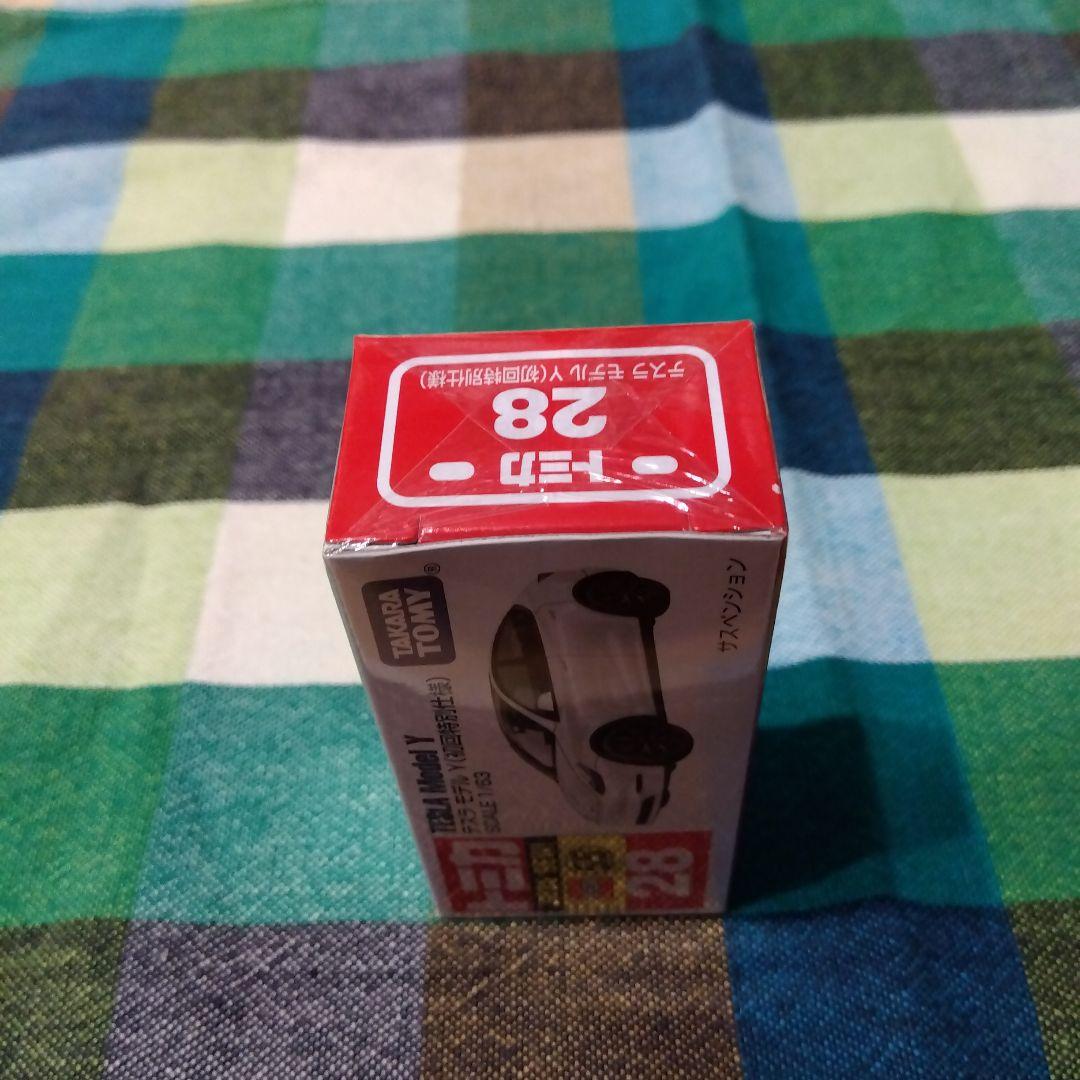 トミカ
28
テスラ モデル Y(初回特別仕様)
TAKARA
TOMY®
TESLA Model Y
テスラ モデル Y(初回特別仕様)
SCALE 1/63
サスペンション
トミカ
28